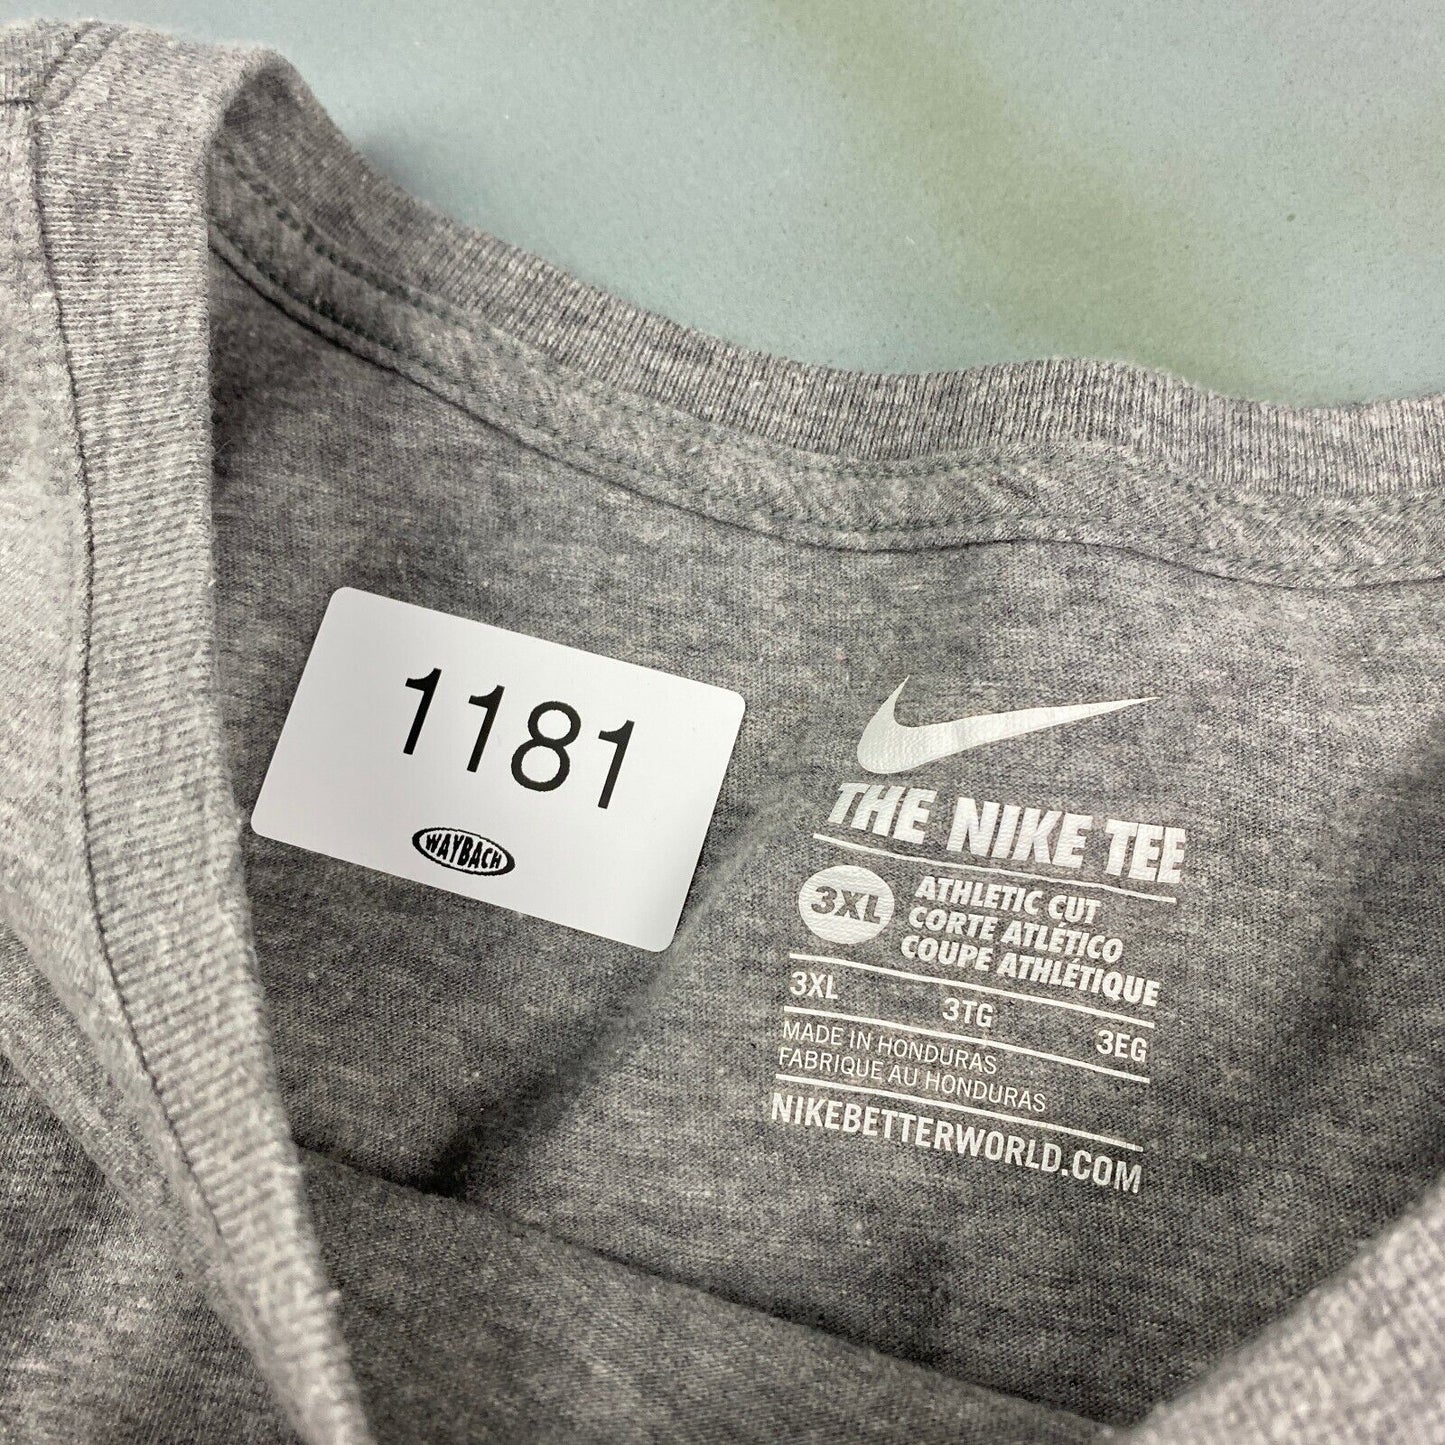 1181
WAYBACH
THE NIKE TEE
3XL
ATHLETIC CUT
CORTE ATLÉTICO
COUPE ATHLÉTIQUE
3XL 3TG 3EG
MADE IN HONDURAS
FABRIQUE AU HONDURAS
NIKEBETTERWORLD.COM